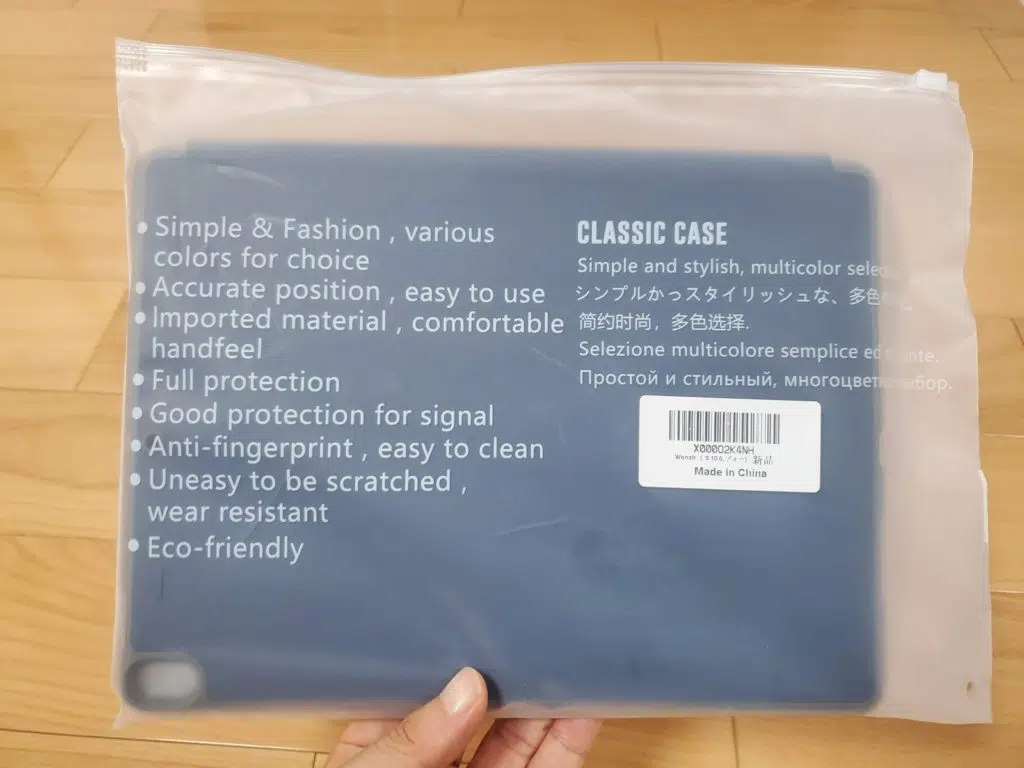 • Simple & Fashion , various
colors for choice
• Accurate position , easy to use
• Imported material , comfortable
handfeel
• Full protection
• Good protection for signal
• Anti-fingerprint , easy to clean
• Uneasy to be scratched ,
wear resistant
• Eco-friendly
CLASSIC CASE
Simple and stylish, multicolor
シンプルかっスタイリッシュな、多色
简约时尚，多色选择.
Selezione multicolore semplice ed
Простой и стильный,
X00002K4NH
新品
Made in China